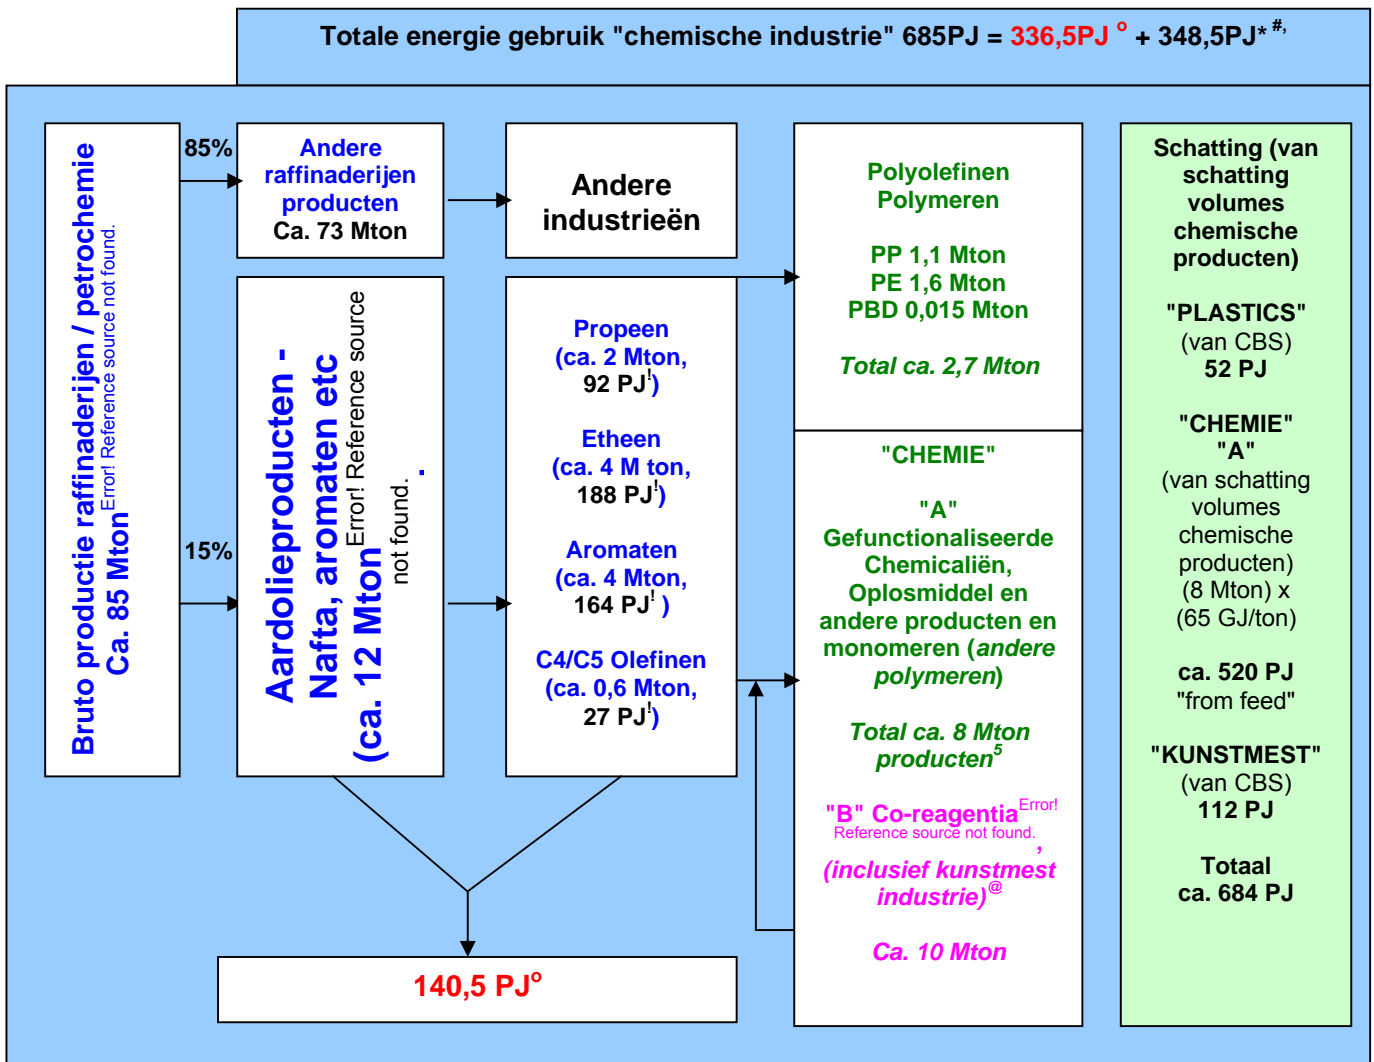 Totale energie gebruik "chemische industrie" 685PJ = 336,5PJ º + 348,5PJ* #,
Bruto productie raffinaderijen / petrochemie
Ca. 85 Mton Error! Reference source not found.
85%
15%
Andere
raffinaderijen
producten
Ca. 73 Mton
Aardolieproducten -
Nafta, aromaten etc
(ca. 12 Mton Error! Reference source
not found. .
Andere
industrieën
Propeen
(ca. 2 Mton,
92 PJ!)
Etheen
(ca. 4 M ton,
188 PJ!)
Aromaten
(ca. 4 Mton,
164 PJ! )
C4/C5 Olefinen
(ca. 0,6 Mton,
27 PJ!)
140,5 PJº
Polyolefinen
Polymeren
PP 1,1 Mton
PE 1,6 Mton
PBD 0,015 Mton
Total ca. 2,7 Mton
"CHEMIE"
"A"
Gefunctionaliseerde
Chemicaliën,
Oplosmiddel en
andere producten en
monomeren (andere
polymeren)
Total ca. 8 Mton
producten5
"B" Co-reagentia Error!
Reference source not found. ,
(inclusief kunstmest
industrie)@
Ca. 10 Mton
Schatting (van
schatting
volumes
chemische
producten)
"PLASTICS"
(van CBS)
52 PJ
"CHEMIE"
"A"
(van schatting
volumes
chemische
producten)
(8 Mton) x
(65 GJ/ton)
ca. 520 PJ
"from feed"
"KUNSTMEST"
(van CBS)
112 PJ
Totaal
ca. 684 PJ